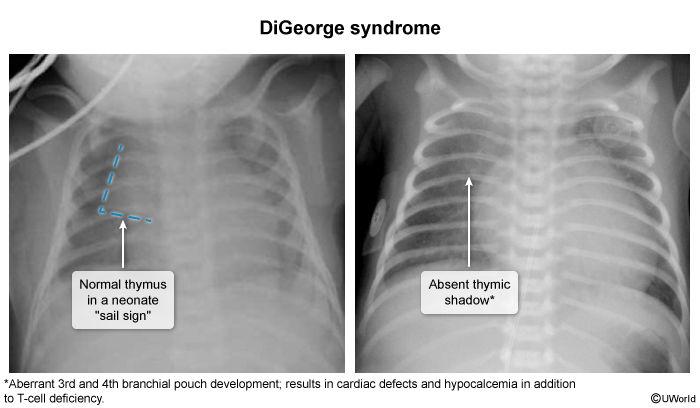 DiGeorge syndrome
Normal thymus
in a neonate
"sail sign"
Absent thymic
shadow*
*Aberrant 3rd and 4th branchial pouch development; results in cardiac defects and hypocalcemia in addition
to T-cell deficiency.
©UWorld